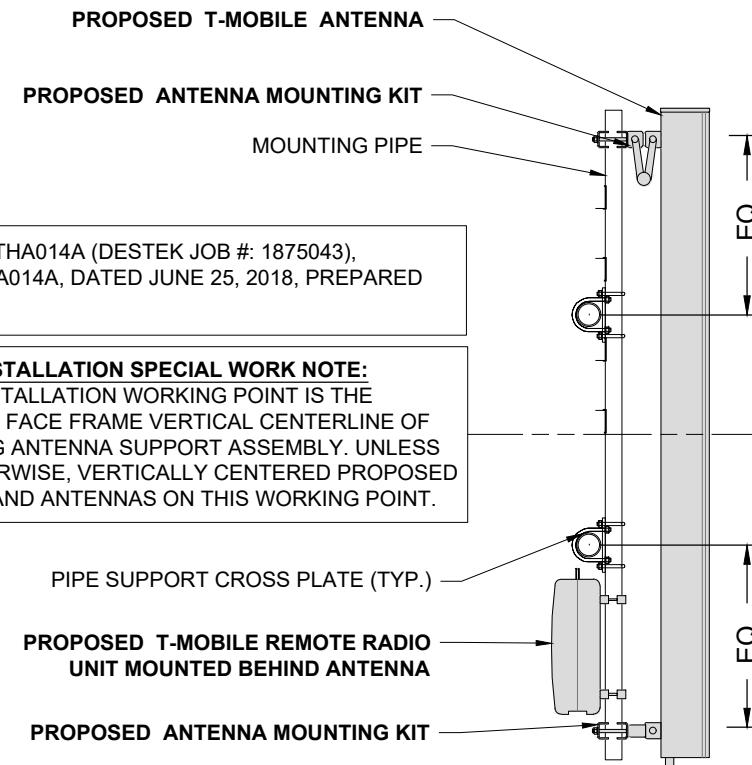 PROPOSED T-MOBILE ANTENNA
PROPOSED ANTENNA MOUNTING KIT
MOUNTING PIPE
THA014A (DESTEK JOB #: 1875043),
A014A, DATED JUNE 25, 2018, PREPARED
STALLATION SPECIAL WORK NOTE:
TALLATION WORKING POINT IS THE
FACE FRAME VERTICAL CENTERLINE OF
G ANTENNA SUPPORT ASSEMBLY. UNLESS
RWISE, VERTICALLY CENTERED PROPOSED
AND ANTENNAS ON THIS WORKING POINT.
PIPE SUPPORT CROSS PLATE (TYP.)
PROPOSED T-MOBILE REMOTE RADIO
UNIT MOUNTED BEHIND ANTENNA
PROPOSED ANTENNA MOUNTING KIT
EQ
EQ